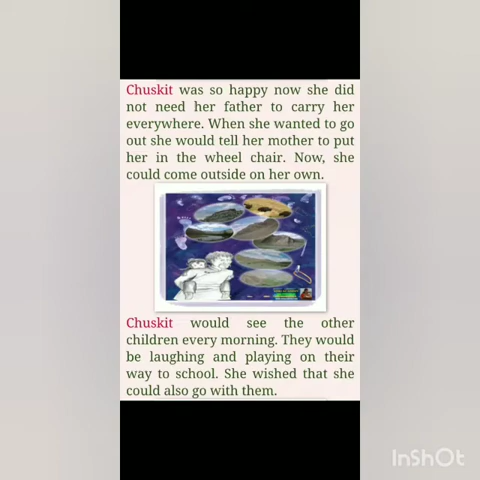 Chuskit was so happy now she did
not need her father to carry her
everywhere. When she wanted to go
out she would tell her mother to put
her in the wheel chair. Now, she
could come outside on her own.
Chuskit would see the other
children every morning. They would
be laughing and playing on their
way to school. She wished that she
could also go with them.
InShOt